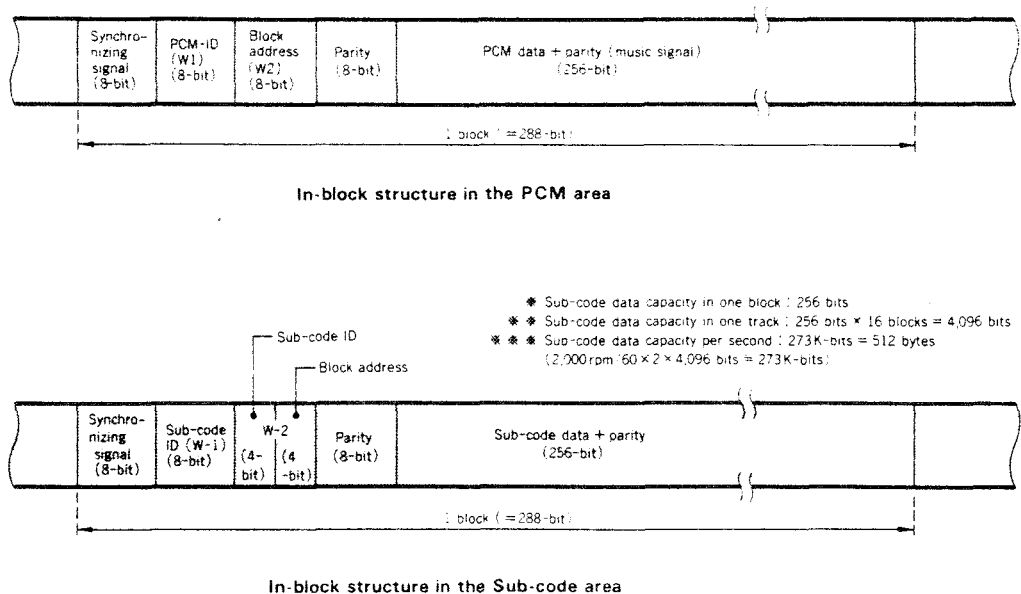 Synchro-
nizing
signal
(8-bit)
PCM-ID
(W1)
(8-bit)
Block
address
(W2)
(8-bit)
Parity
(8-bit)
PCM data + parity (music signal)
(256-bit)
1 block (=288-bit)
In-block structure in the PCM area
※ Sub-code data capacity in one block : 256 bits
※ ※ Sub-code data capacity in one track : 256 bits × 16 blocks = 4,096 bits
※ ※ ※ Sub-code data capacity per second : 273K-bits = 512 bytes
(2,000rpm/60×2×4,096 bits = 273K-bits)
Sub-code ID
Block address
Synchro-
nizing
signal
(8-bit)
Sub-code
ID (W-1)
(8-bit)
W-2
(4-
bit)
(4
-bit)
Parity
(8-bit)
Sub-code data + parity
(256-bit)
1 block (=288-bit)
In-block structure in the Sub-code area